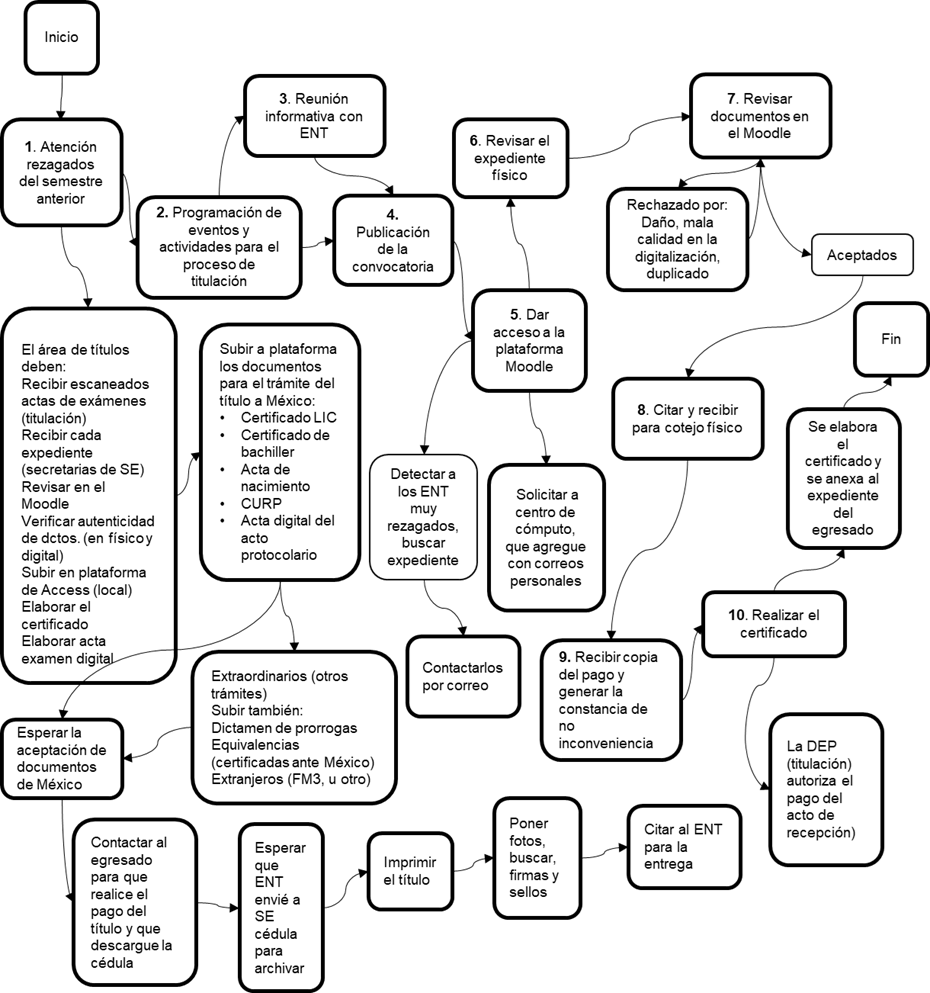 Inicio
1. Atención
rezagados
del semestre
anterior
2. Programación de
eventos y
actividades para el
proceso de
titulación
3. Reunión
informativa con
ENT
4.
Publicación
de la
convocatoria
5. Dar
acceso a la
plataforma
Moodle
6. Revisar el
expediente
físico
7. Revisar
documentos en
el Moodle
Rechazado por:
Daño, mala
calidad en la
digitalización,
duplicado
Aceptados
8. Citar y recibir
para cotejo físico
9. Recibir copia
del pago y
generar la
constancia de
no
inconveniencia
10. Realizar el
certificado
Se elabora
el
certificado y
se anexa al
expediente
del
egresado
Fin
La DEP
(titulación)
autoriza el
pago del
acto de
recepción)
Detectar a
los ENT
muy
rezagados,
buscar
expediente
Contactarlos
por correo
Solicitar a
centro de
cómputo,
que agregue
con correos
personales
El área de títulos
deben:
Recibir escaneados
actas de exámenes
(titulación)
Recibir cada
expediente
(secretarias de SE)
Revisar en el
Moodle
Verificar autenticidad
de dctos. (en físico y
digital)
Subir en plataforma
de Access (local)
Elaborar el
certificado
Elaborar acta
examen digital
Subir a plataforma
los documentos
para el trámite del
título a México:
• Certificado LIC
• Certificado de
bachiller
• Acta de
nacimiento
• CURP
• Acta digital del
acto
protocolario
Extraordinarios (otros
trámites)
Subir también:
Dictamen de prorrogas
Equivalencias
(certificadas ante México)
Extranjeros (FM3, u otro)
Esperar la
aceptación de
documentos
de México
Contactar al
egresado
para que
realice el
pago del
título y que
descargue la
cédula
Esperar
que
ENT
envié a
SE
cédula
para
archivar
Imprimir
el título
Poner
fotos,
buscar,
firmas y
sellos
Citar al ENT
para la
entrega